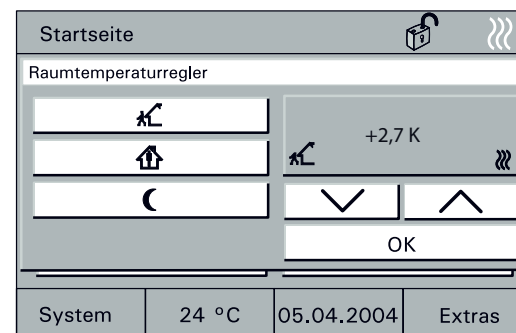 Startseite
Raumtemperaturregler
+2,7 K
OK
System
24 °C
05.04.2004
Extras